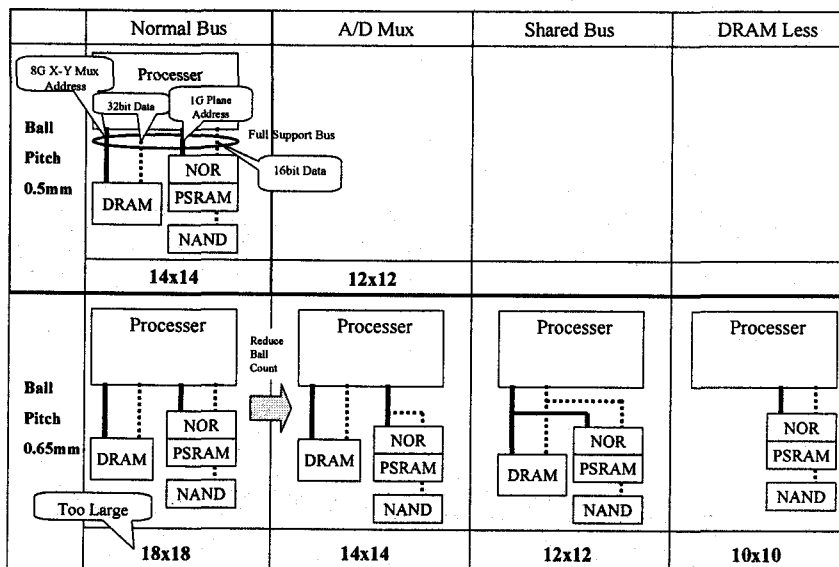 Normal Bus
A/D Mux
Shared Bus
DRAM Less
Ball
Pitch
0.5mm
8G X-Y Mux
Address
Processer
32bit Data
1G Plane
Address
Full Support Bus
16bit Data
NOR
DRAM
PSRAM
NAND
14x14
12x12
Ball
Pitch
0.65mm
Processer
NOR
DRAM
PSRAM
NAND
Too Large
18x18
Reduce
Ball
Count
Processer
NOR
DRAM
PSRAM
NAND
14x14
Processer
NOR
DRAM
PSRAM
NAND
12x12
Processer
NOR
PSRAM
NAND
10x10